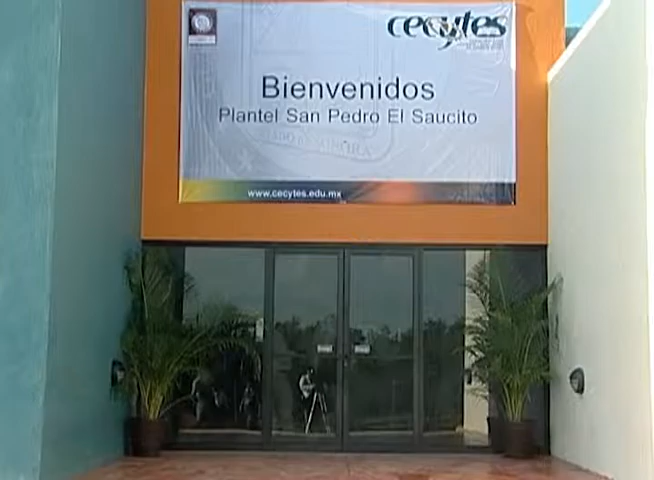 cecytes
Bienvenidos
Plantel San Pedro El Saucito
www.cecytes.edu.mx